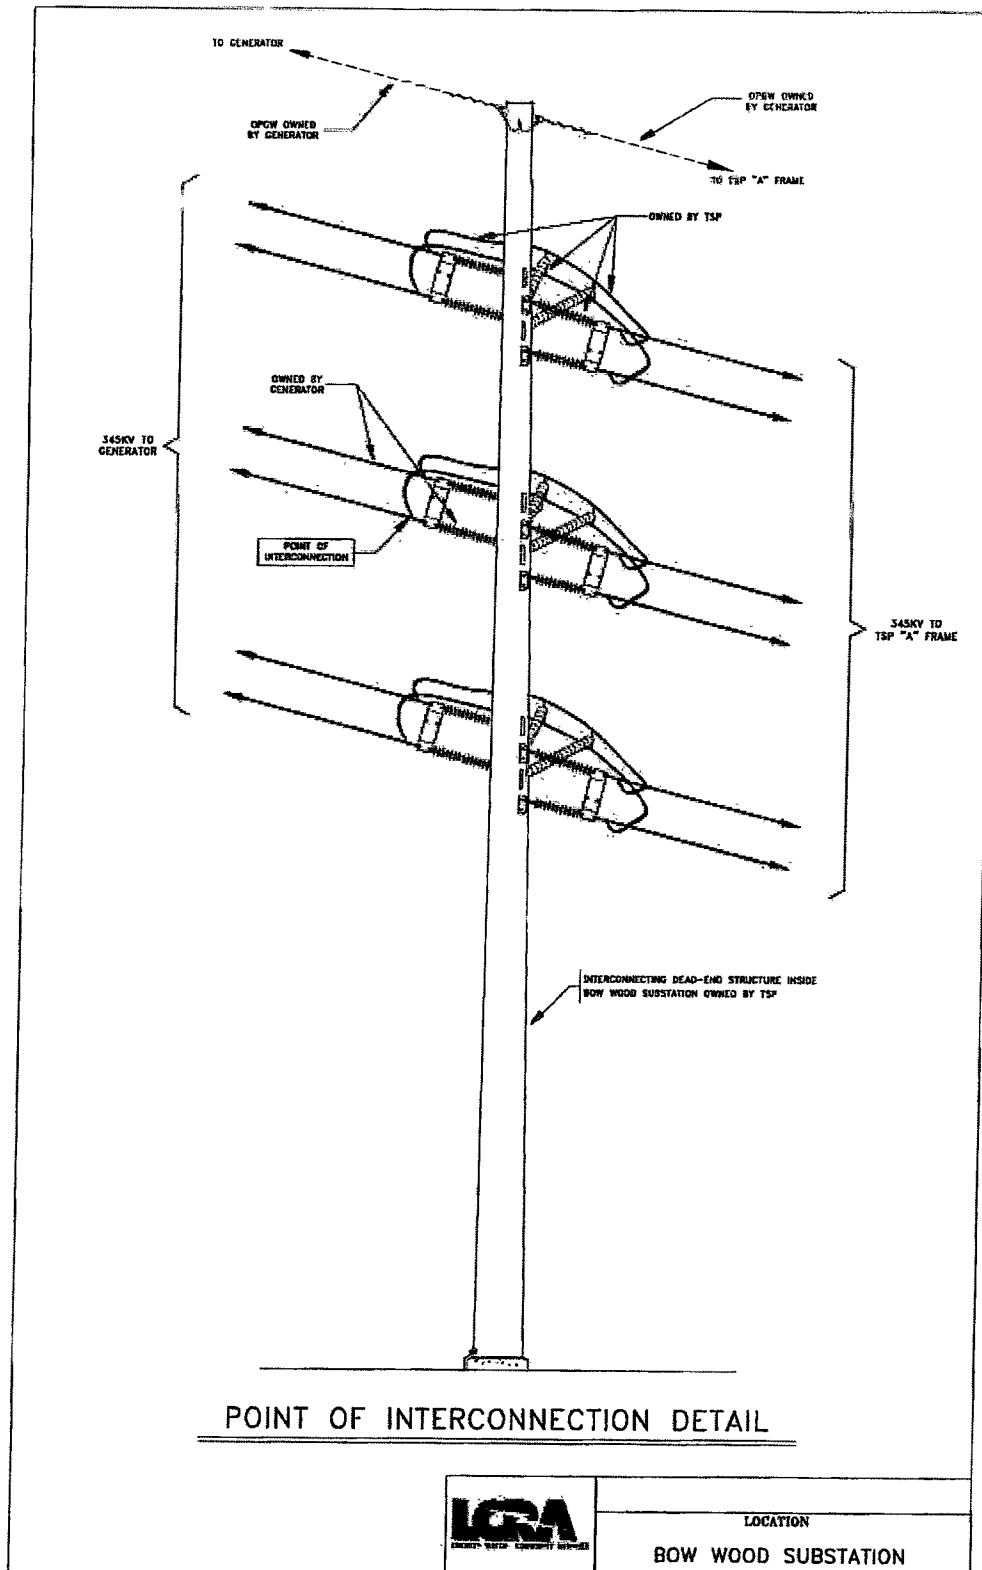 TO GENERATOR
OPGW OWNED
BY GENERATOR
OPGW OWNED
BY GENERATOR
TO TSP "A" FRAME
OWNED BY TSP
OWNED BY
GENERATOR
345KV TO
GENERATOR
POINT OF
INTERCONNECTION
345KV TO
TSP "A" FRAME
INTERCONNECTING DEAD-END STRUCTURE INSIDE
BOW WOOD SUBSTATION OWNED BY TSP
POINT OF INTERCONNECTION DETAIL
LCRA
LOCATION
BOW WOOD SUBSTATION